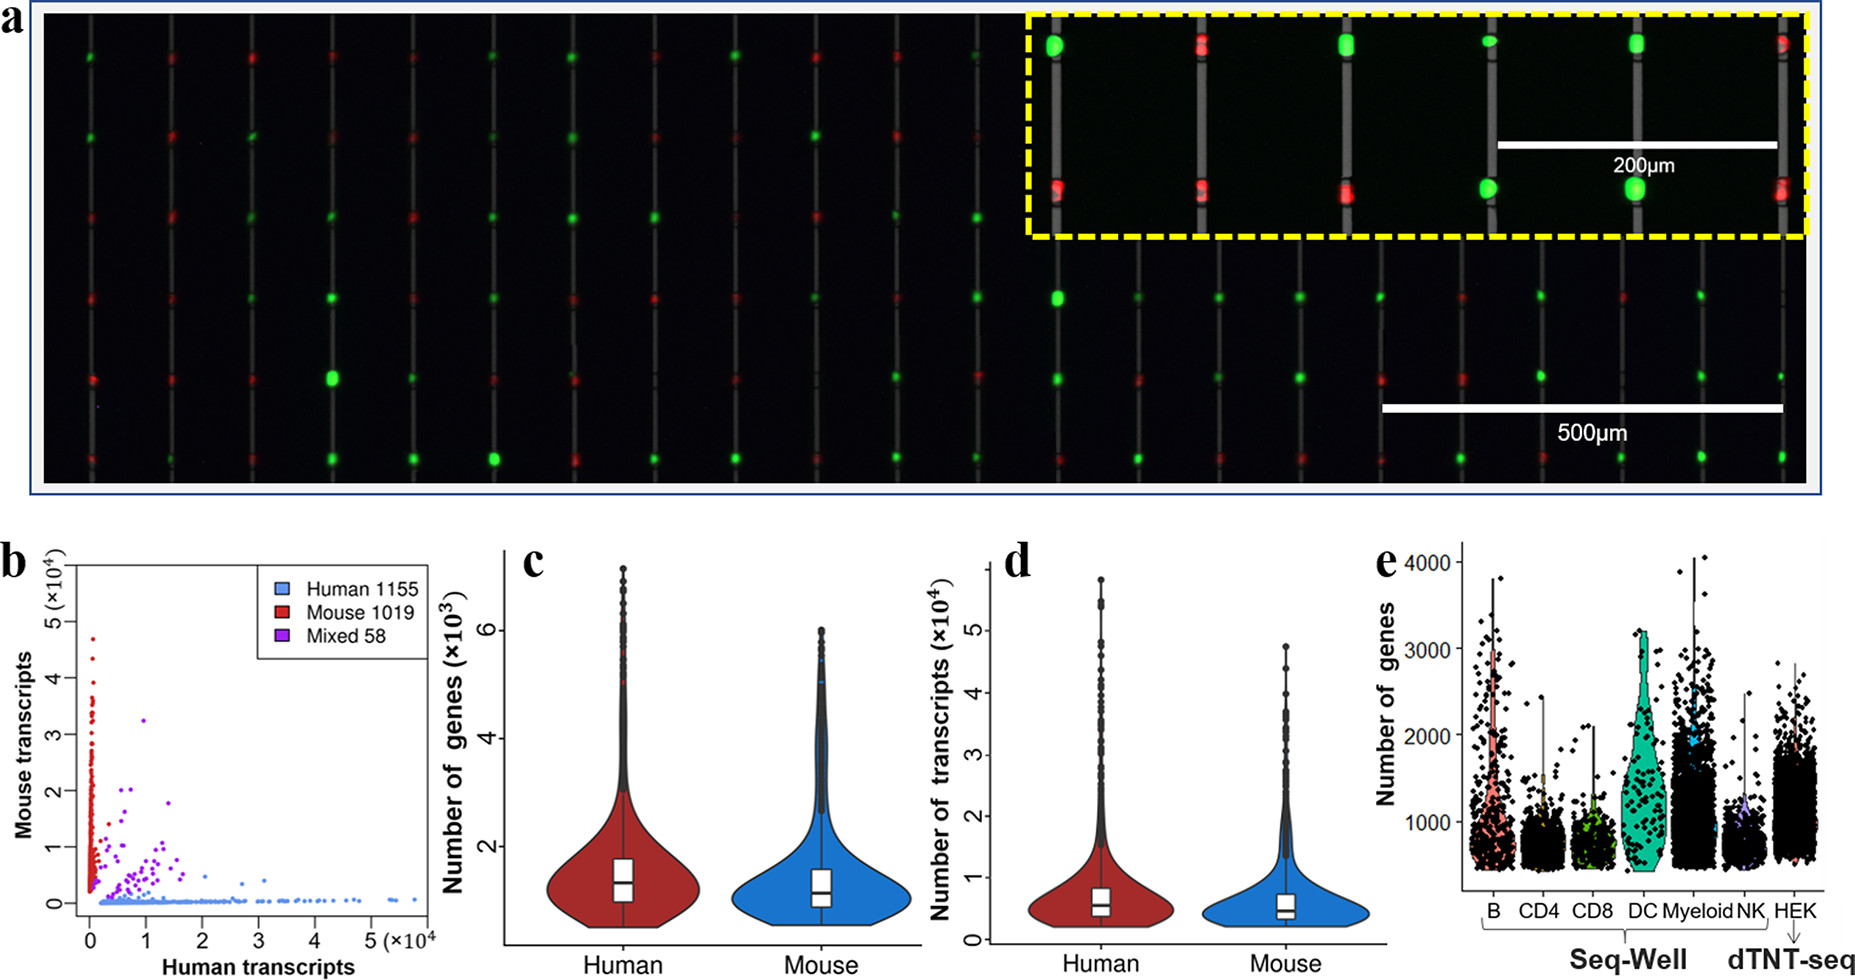 a
200μm
500μm
b
Mouse transcripts (×10⁴)
5
4
3
2
1
0
Human 1155
Mouse 1019
Mixed 58
0 1 2 3 4 5 (×10⁴
Human transcripts
c
Number of genes (×10³)
6
4
2
Human Mouse
d
Number of transcripts (×10⁴)
5
4
3
2
1
0
Human Mouse
e
Number of genes
4000
3000
2000
1000
B CD4 CD8 DC Myeloid NK HEK
Seq-Well dTNT-seq